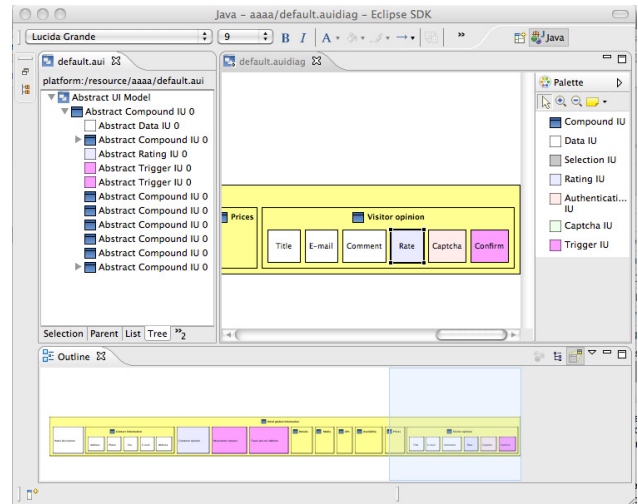 Java – aaaa/default.auidiag – Eclipse SDK
Lucida Grande
9
B I A
»
Java
default.aui
default.auidiag
platform:/resource/aaaa/default.aui
Abstract UI Model
Abstract Compound IU 0
Abstract Data IU 0
Abstract Compound IU 0
Abstract Rating IU 0
Abstract Trigger IU 0
Abstract Trigger IU 0
Abstract Compound IU 0
Abstract Compound IU 0
Abstract Compound IU 0
Abstract Compound IU 0
Abstract Compound IU 0
Abstract Compound IU 0
Selection Parent List Tree »2
Prices
Visitor opinion
Title E-mail Comment Rate Captcha Confirm
Palette
Compound IU
Data IU
Selection IU
Rating IU
Authenticati...
IU
Captcha IU
Trigger IU
Outline
Prices
Visitor opinion